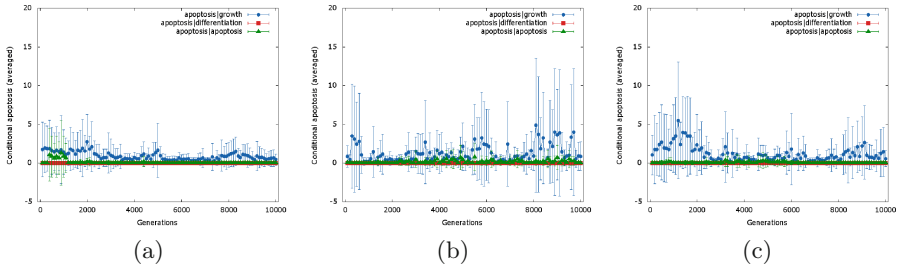 apoptosis|growth
apoptosis|differentiation
apoptosis|apoptosis
Conditional apoptosis (averaged)
20
15
10
5
0
-5
0 2000 4000 6000 8000 10000
Generations
(a)
apoptosis|growth
apoptosis|differentiation
apoptosis|apoptosis
Conditional apoptosis (averaged)
20
15
10
5
0
-5
0 2000 4000 6000 8000 10000
Generations
(b)
apoptosis|growth
apoptosis|differentiation
apoptosis|apoptosis
Conditional apoptosis (averaged)
20
15
10
5
0
-5
0 2000 4000 6000 8000 10000
Generations
(c)